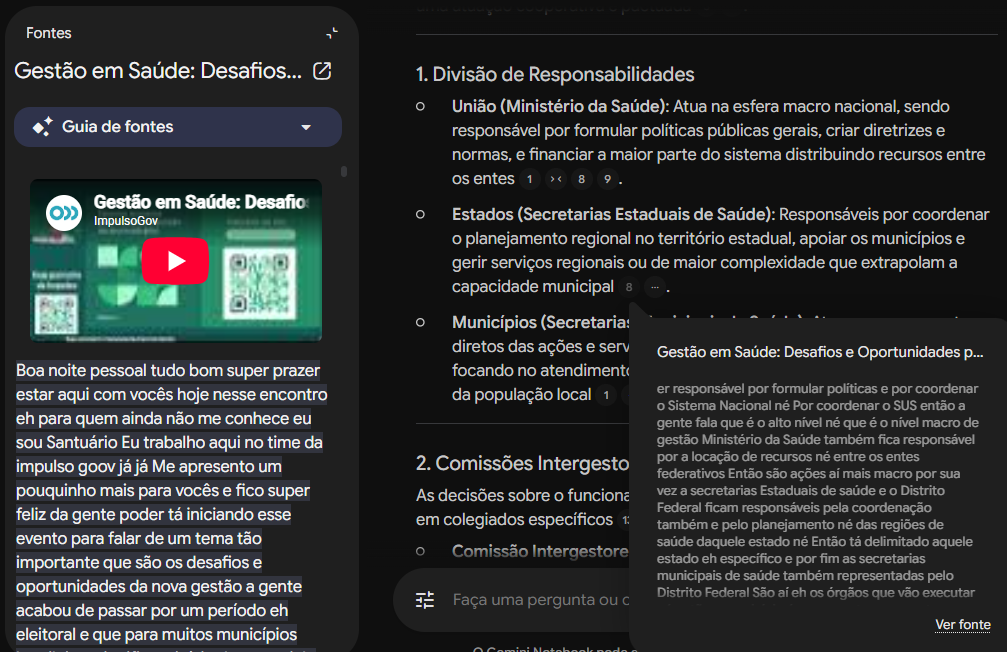 Fontes
Gestão em Saúde: Desafios...
Guia de fontes
Gestão em Saúde: Desafio
ImpulsoGov
Boa noite pessoal tudo bom super prazer
estar aqui com vocês hoje nesse encontro
eh para quem ainda não me conhece eu
sou Santuário Eu trabalho aqui no time da
impulso goov já já Me apresento um
pouquinho mais para vocês e fico super
feliz da gente poder tá iniciando esse
evento para falar de um tema tão
importante que são os desafios e
oportunidades da nova gestão a gente
acabou de passar por um período eh
eleitoral e que para muitos municípios
1. Divisão de Responsabilidades
União (Ministério da Saúde): Atua na esfera macro nacional, sendo
responsável por formular políticas públicas gerais, criar diretrizes e
normas, e financiar a maior parte do sistema distribuindo recursos entre
os entes 1 >< 8 9 .
Estados (Secretarias Estaduais de Saúde): Responsáveis por coordenar
o planejamento regional no território estadual, apoiar os municípios e
gerir serviços regionais ou de maior complexidade que extrapolam a
capacidade municipal 8 ... .
Municípios (Secretarias
diretos das ações e serv
focando no atendimento
da população local 1
2. Comissões Intergesto
As decisões sobre o funciona
em colegiados específicos
Comissão Intergestore
Faça uma pergunta ou c
Gestão em Saúde: Desafios e Oportunidades p...
er responsável por formular políticas e por coordenar
o Sistema Nacional né Por coordenar o SUS então a
gente fala que é o alto nível né que é o nível macro de
gestão Ministério da Saúde também fica responsável
por a locação de recursos né entre os entes
federativos Então são ações aí mais macro por sua
vez a secretarias Estaduais de saúde e o Distrito
Federal ficam responsáveis pela coordenação
também e pelo planejamento né das regiões de
saúde daquele estado né Então tá delimitado aquele
estado eh específico e por fim as secretarias
municipais de saúde também representadas pelo
Distrito Federal São aí eh os órgãos que vão executar
Ver fonte